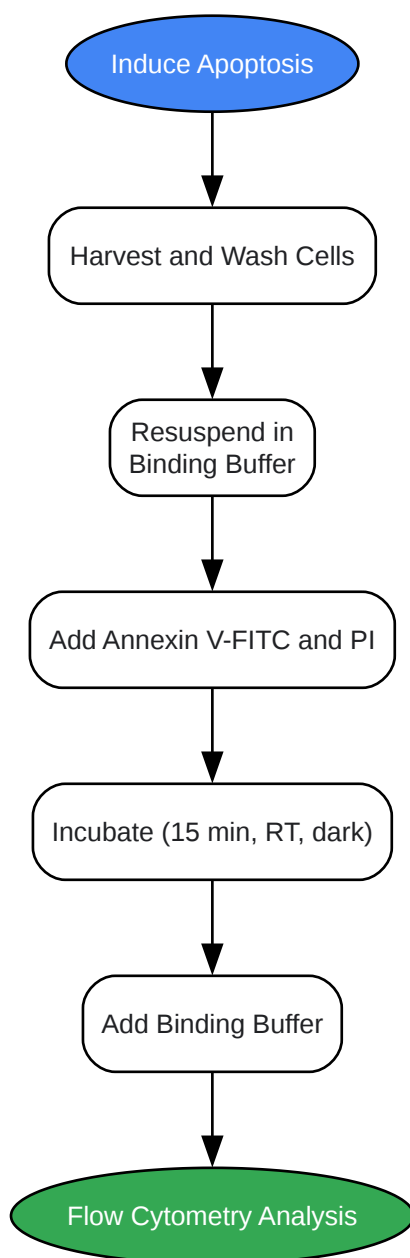 Induce Apoptosis
Harvest and Wash Cells
Resuspend in
Binding Buffer
Add Annexin V-FITC and PI
Incubate (15 min, RT, dark)
Add Binding Buffer
Flow Cytometry Analysis